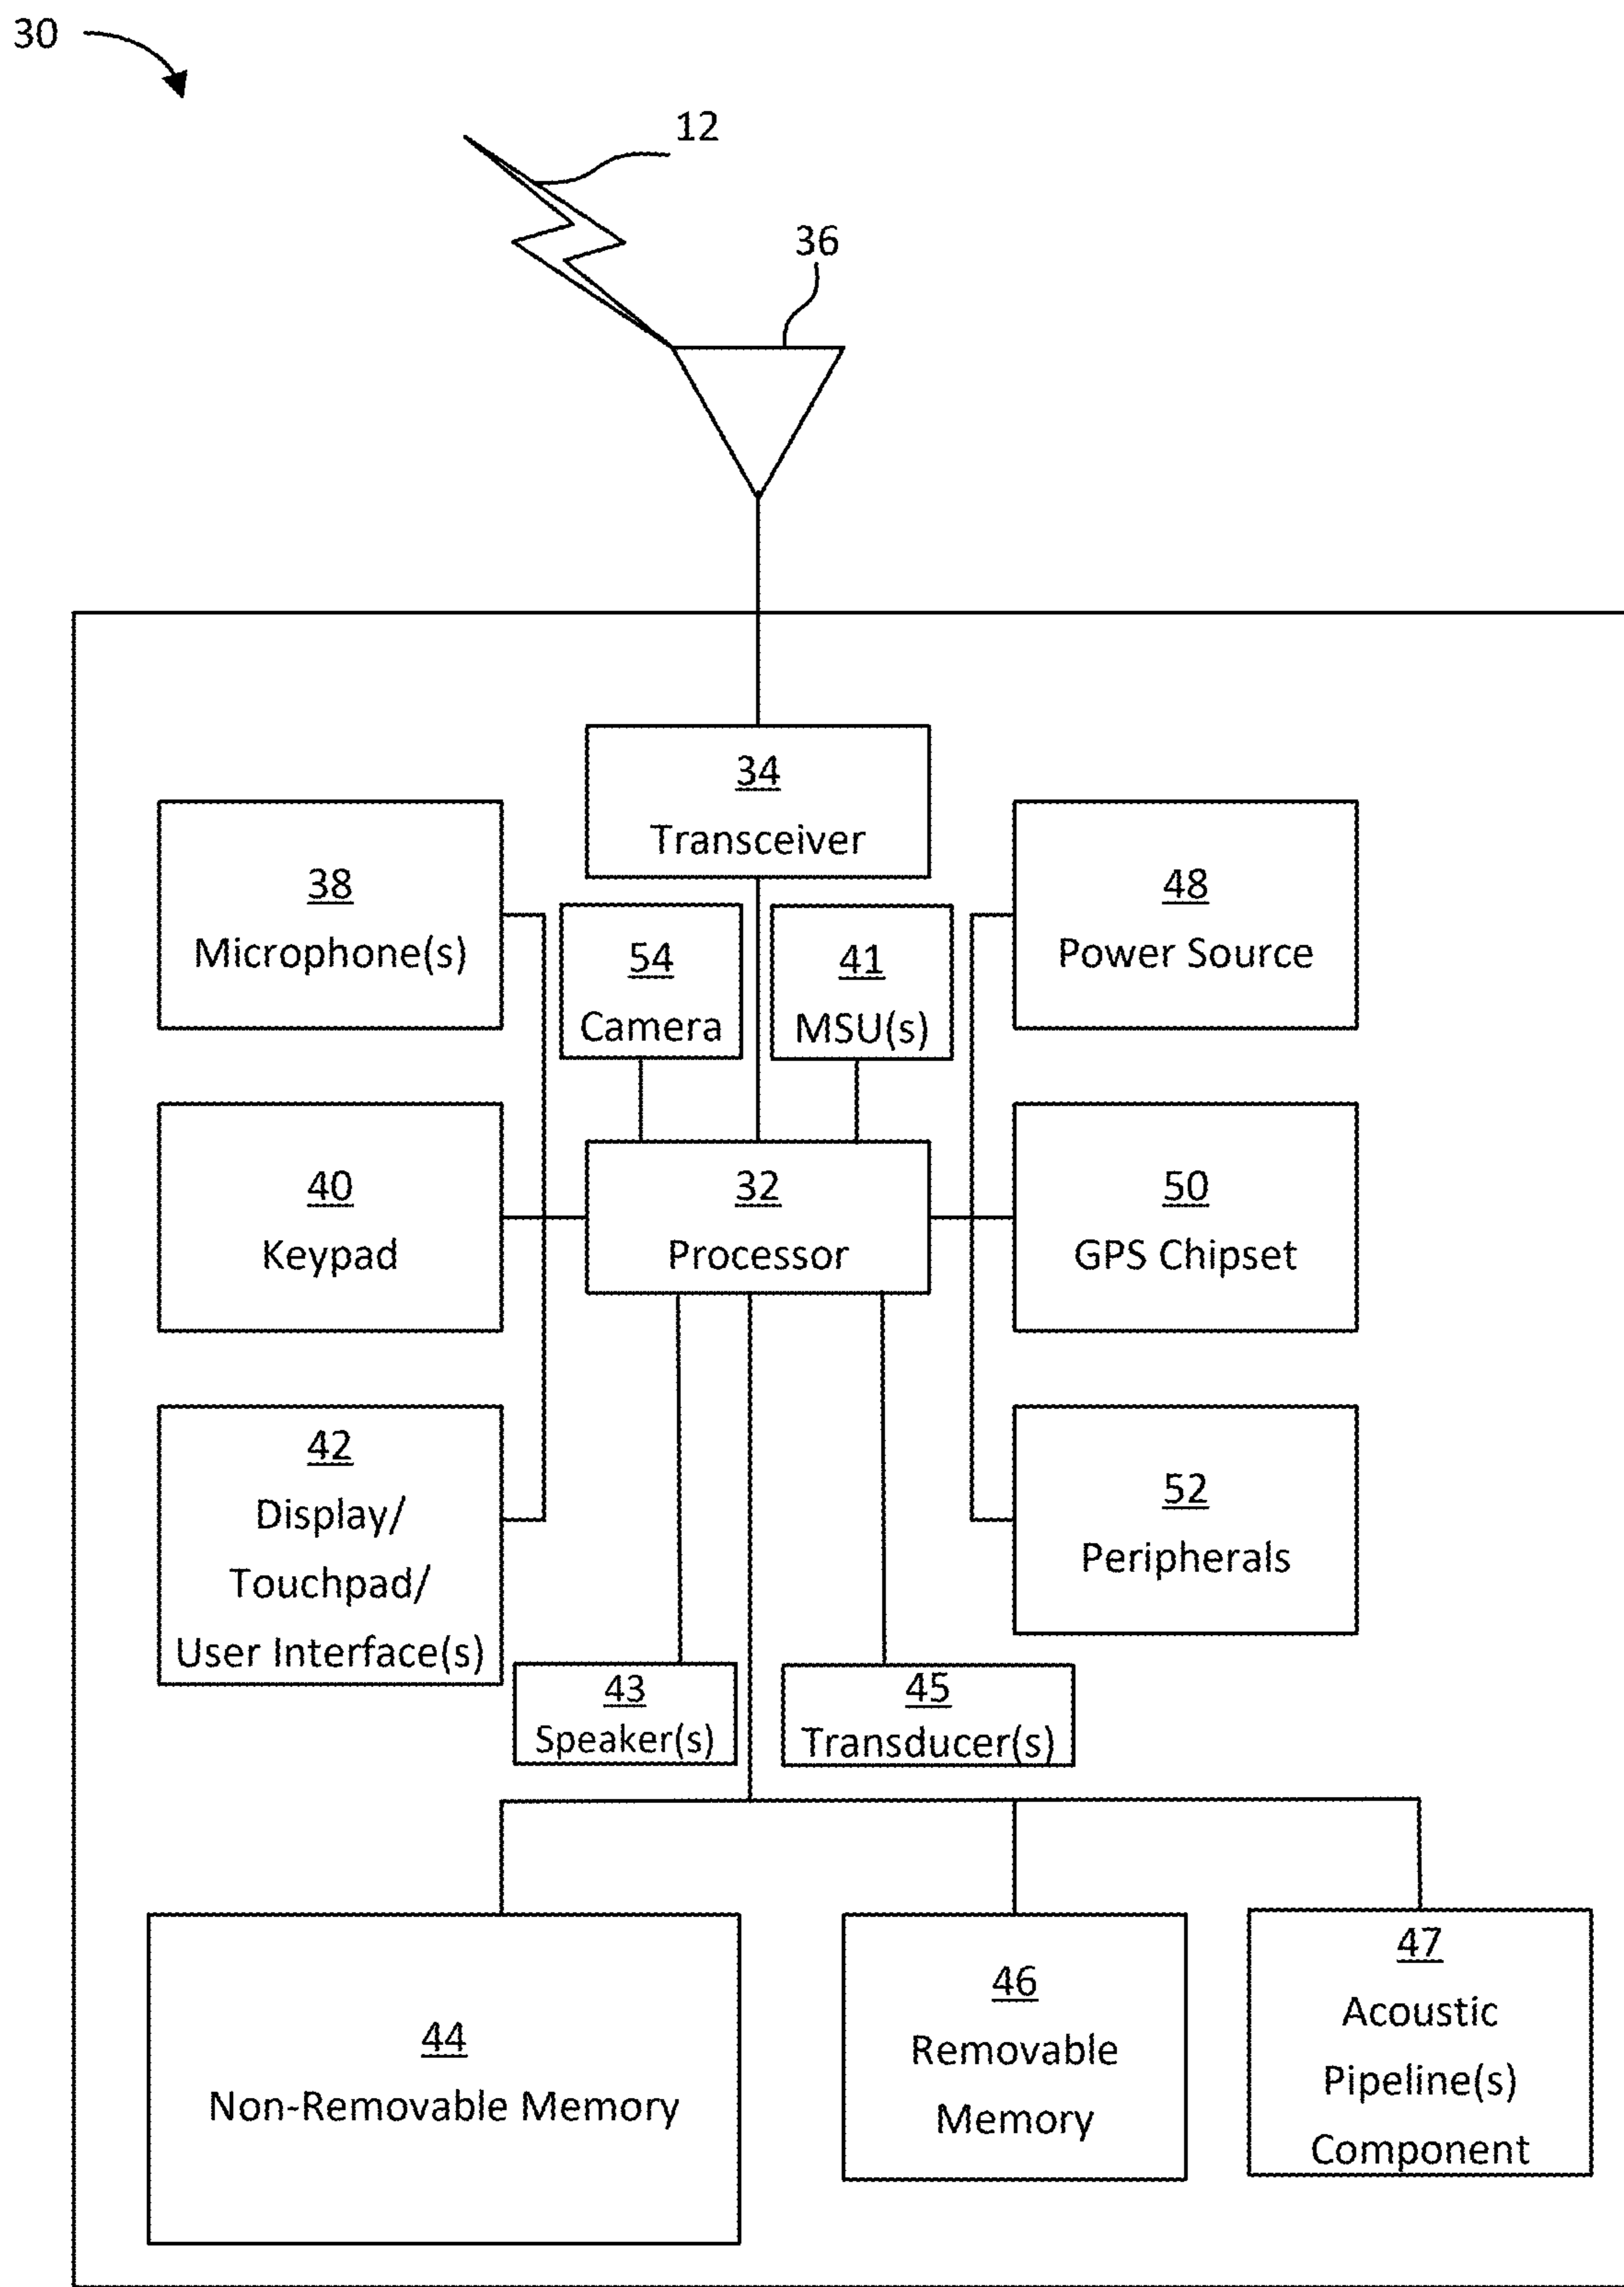 30
12
36
34
Transceiver
38
Microphone(s)
54
Camera
41
MSU(s)
48
Power Source
40
Keypad
32
Processor
50
GPS Chipset
42
Display/
Touchpad/
User Interface(s)
52
Peripherals
43
Speaker(s)
45
Transducer(s)
44
Non-Removable Memory
46
Removable
Memory
47
Acoustic
Pipeline(s)
Component